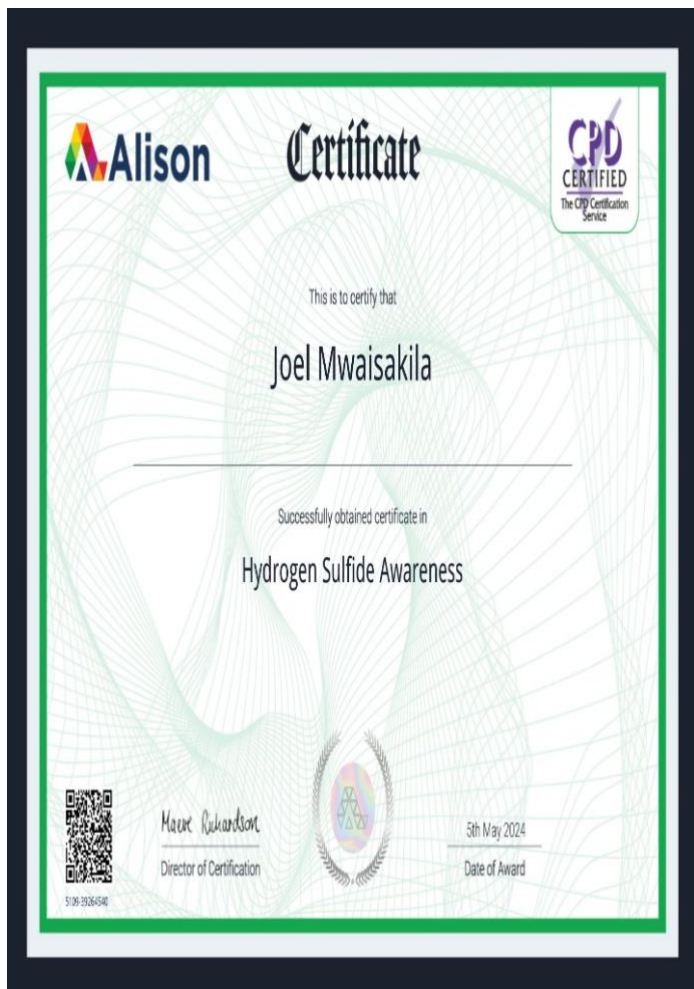 Alison
Certificate
CPD
CERTIFIED
The CPD Certification
Service
This is to certify that
Joel Mwaisakila
Successfully obtained certificate in
Hydrogen Sulfide Awareness
Maeve Richardson
Director of Certification
5th May 2024
Date of Award
5109-39264540